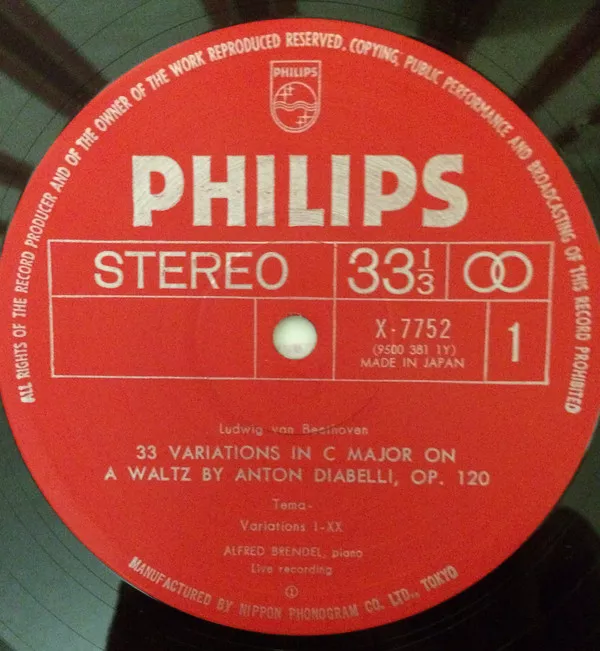 ALL RIGHTS OF THE RECORD PRODUCER AND OF THE OWNER OF THE WORK REPRODUCED RESERVED. COPYING, PUBLIC PERFORMANCE AND BROADCASTING OF THIS RECORD PROHIBITED
PHILIPS
PHILIPS
STEREO 33 1/3
X-7752
(9500 381 1Y)
MADE IN JAPAN
1
Ludwig van Beethoven
33 VARIATIONS IN C MAJOR ON
A WALTZ BY ANTON DIABELLI, OP. 120
Tema-
Variations I-XX
ALFRED BRENDEL, piano
Live recording
①
MANUFACTURED BY NIPPON PHONOGRAM CO. LTD., TOKYO